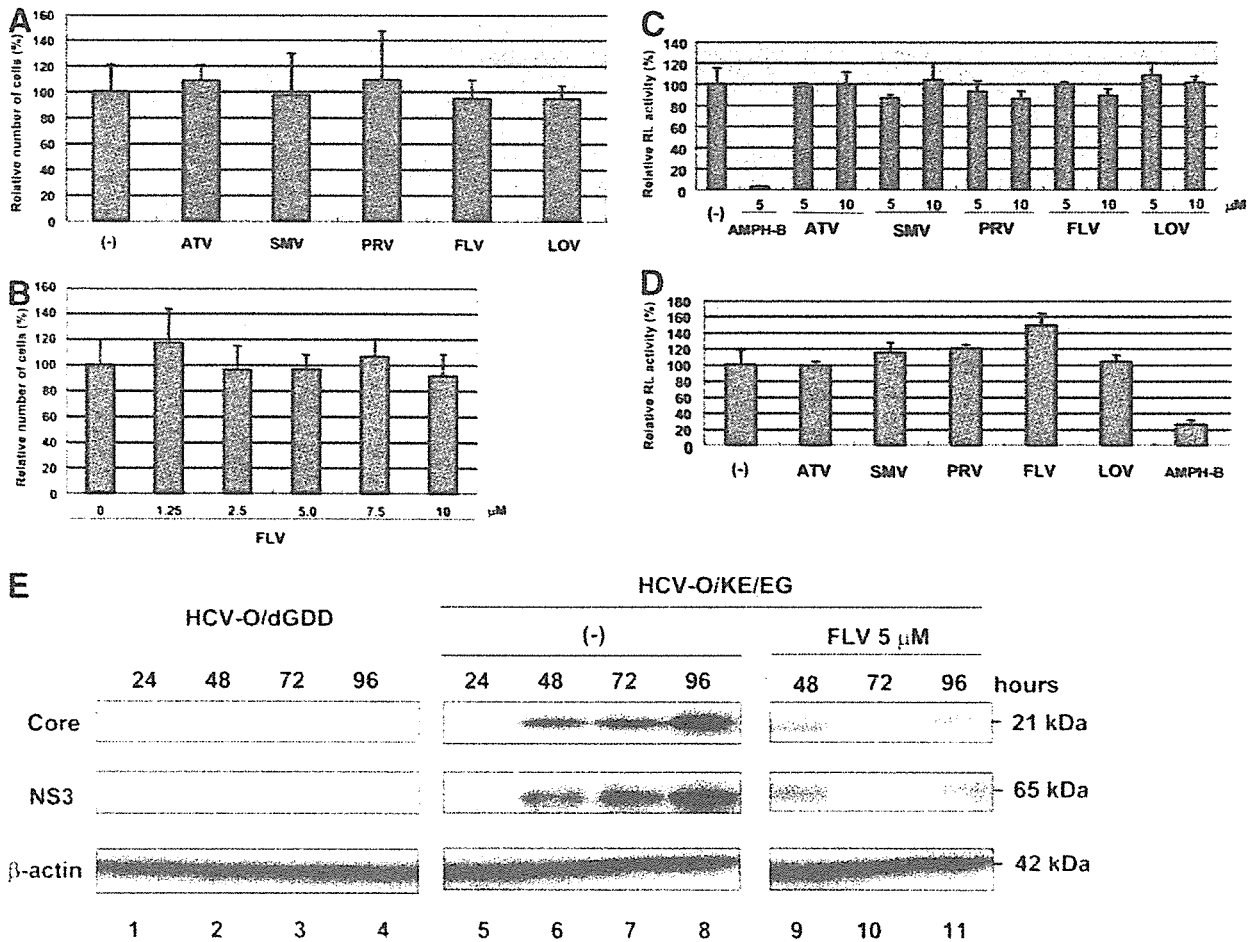 A
Relative number of cells (%)
160
140
120
100
80
60
40
20
0
(-) ATV SMV PRV FLV LOV
B
Relative number of cells (%)
160
140
120
100
80
60
40
20
0
0 1.25 2.5 5.0 7.5 10 μM
FLV
C
Relative RL activity (%)
140
120
100
80
60
40
20
0
(-) 5 5 10 5 10 5 10 5 10 5 10 μM
AMPH-B ATV SMV PRV FLV LOV
D
Relative RL activity (%)
180
160
140
120
100
80
60
40
20
0
(-) ATV SMV PRV FLV LOV AMPH-B
E
HCV-O/KE/EG
HCV-O/dGDD
(-) FLV 5 μM
24 48 72 96 24 48 72 96 48 72 96 hours
Core 21 kDa
NS3 65 kDa
β-actin 42 kDa
1 2 3 4 5 6 7 8 9 10 11